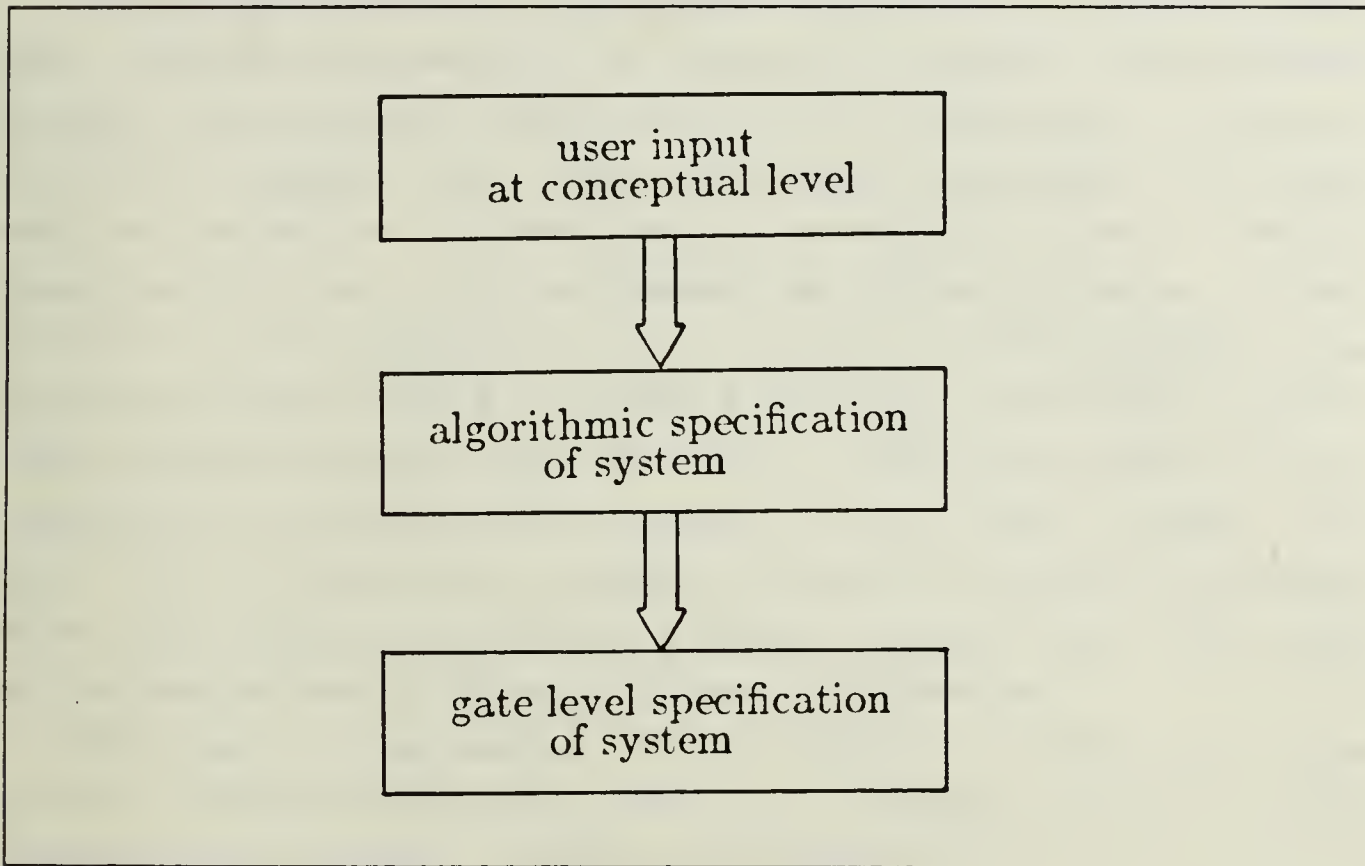 user input
at conceptual level
algorithmic specification
of system
gate level specification
of system